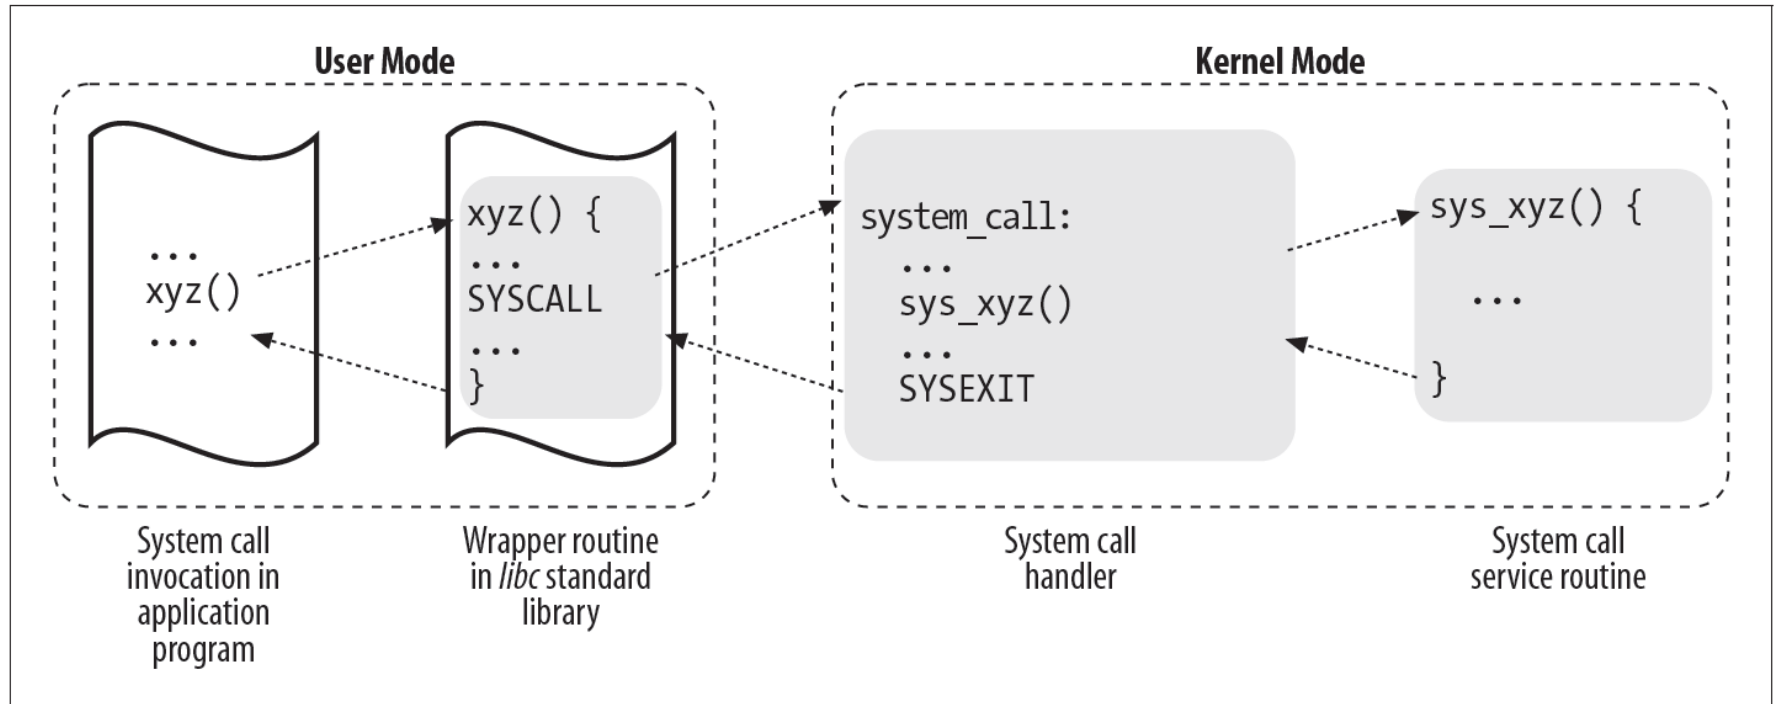 User Mode
Kernel Mode
...
xyz()
...
xyz() {
...
SYSCALL
...
}
system_call:
...
sys_xyz()
...
SYSEXIT
sys_xyz() {
...
}
System call
invocation in
application
program
Wrapper routine
in libc standard
library
System call
handler
System call
service routine